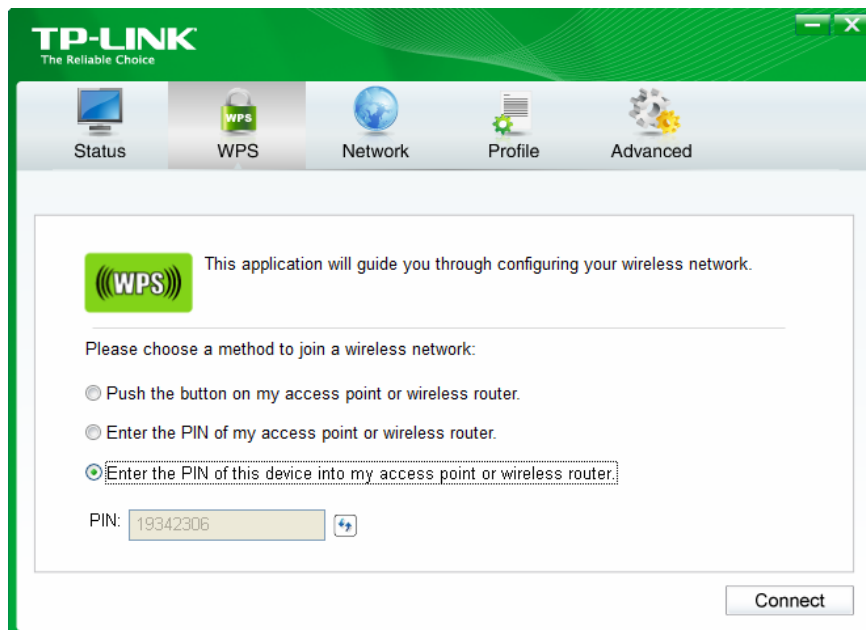 TP-LINK
The Reliable Choice
Status
WPS
WPS
Network
Profile
Advanced
WPS
This application will guide you through configuring your wireless network.
Please choose a method to join a wireless network:
Push the button on my access point or wireless router.
Enter the PIN of my access point or wireless router.
Enter the PIN of this device into my access point or wireless router.
PIN: 19342306
Connect